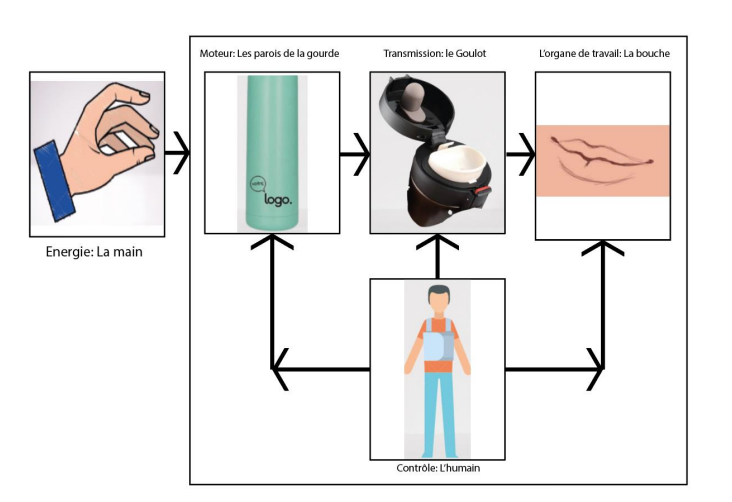 Moteur: Les parois de la gourde
Transmission: le Goulot
L'organe de travail: La bouche
votre
logo.
Energie: La main
Contrôle: L'humain